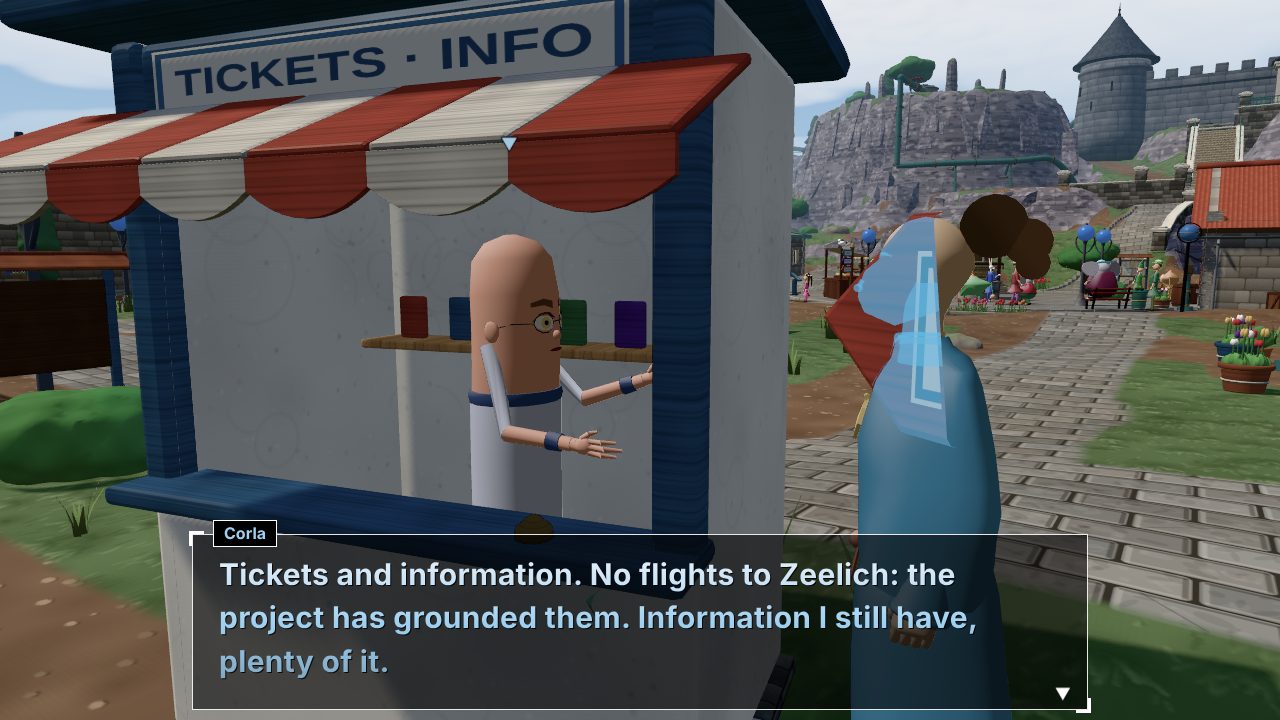 TICKETS · INFO
Corla
Tickets and information. No flights to Zeelich: the
project has grounded them. Information I still have,
plenty of it.